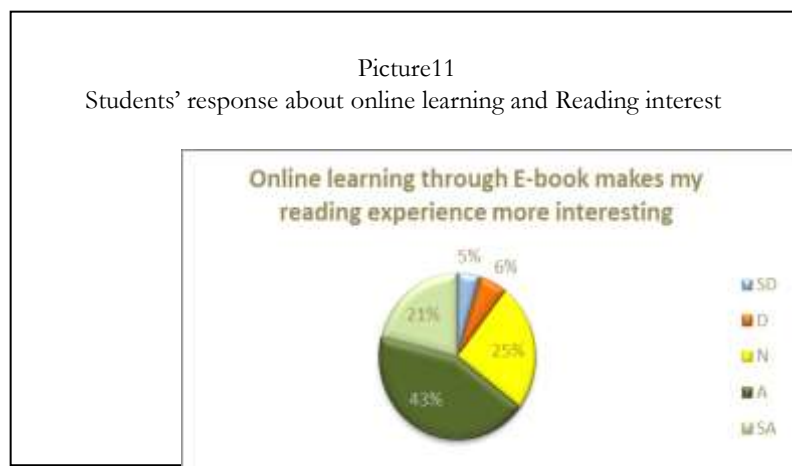 Picture11
Students’ response about online learning and Reading interest
Online learning through E-book makes my
reading experience more interesting
5%
6%
21%
25%
43%
SD
D
N
A
SA